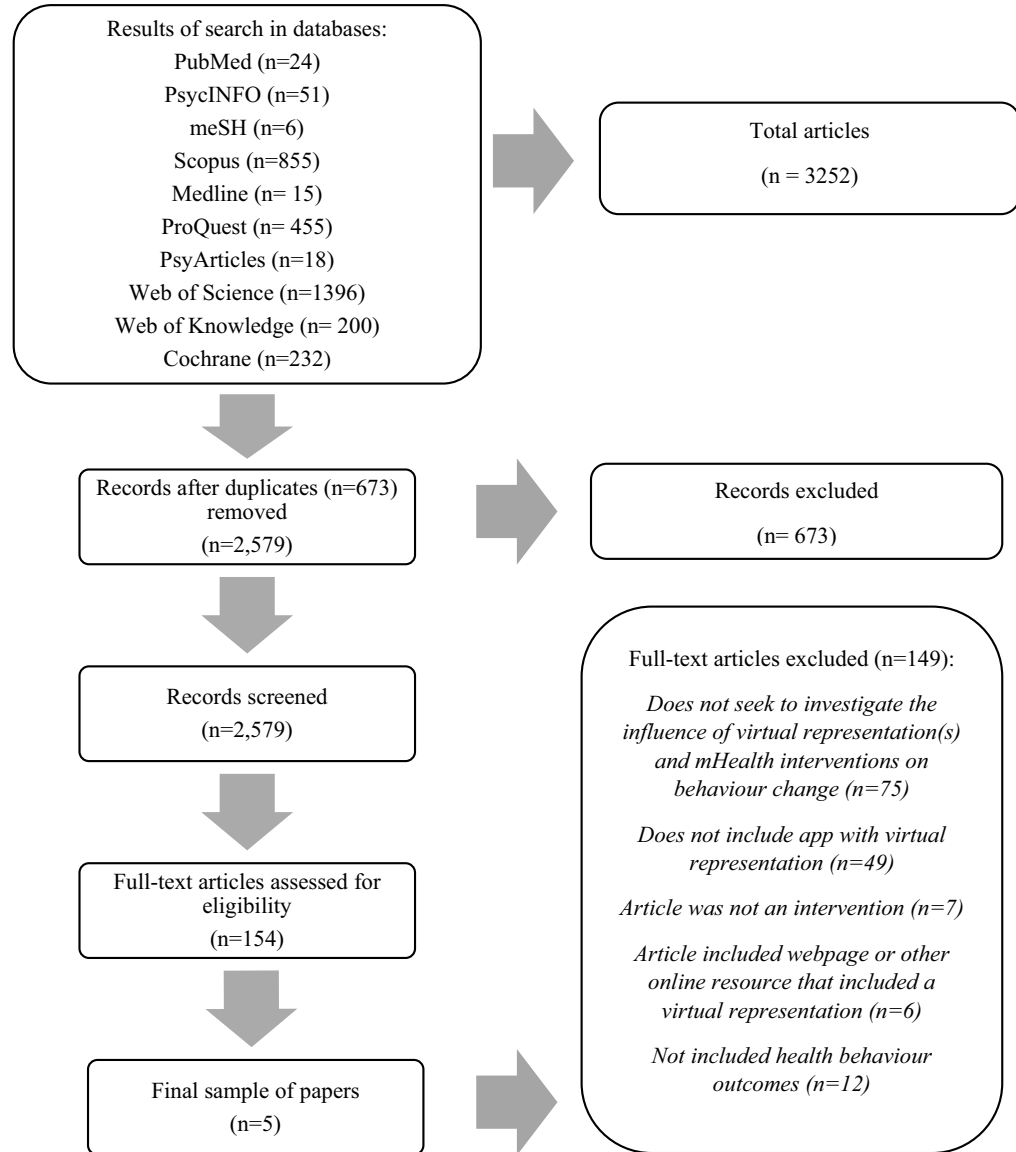 Results of search in databases:
PubMed (n=24)
PsycINFO (n=51)
meSH (n=6)
Scopus (n=855)
Medline (n= 15)
ProQuest (n= 455)
PsyArticles (n=18)
Web of Science (n=1396)
Web of Knowledge (n= 200)
Cochrane (n=232)
Total articles
(n = 3252)
Records after duplicates (n=673)
removed
(n=2,579)
Records excluded
(n= 673)
Records screened
(n=2,579)
Full-text articles assessed for
eligibility
(n=154)
Full-text articles excluded (n=149):
Does not seek to investigate the
influence of virtual representation(s)
and mHealth interventions on
behaviour change (n=75)
Does not include app with virtual
representation (n=49)
Article was not an intervention (n=7)
Article included webpage or other
online resource that included a
virtual representation (n=6)
Not included health behaviour
outcomes (n=12)
Final sample of papers
(n=5)